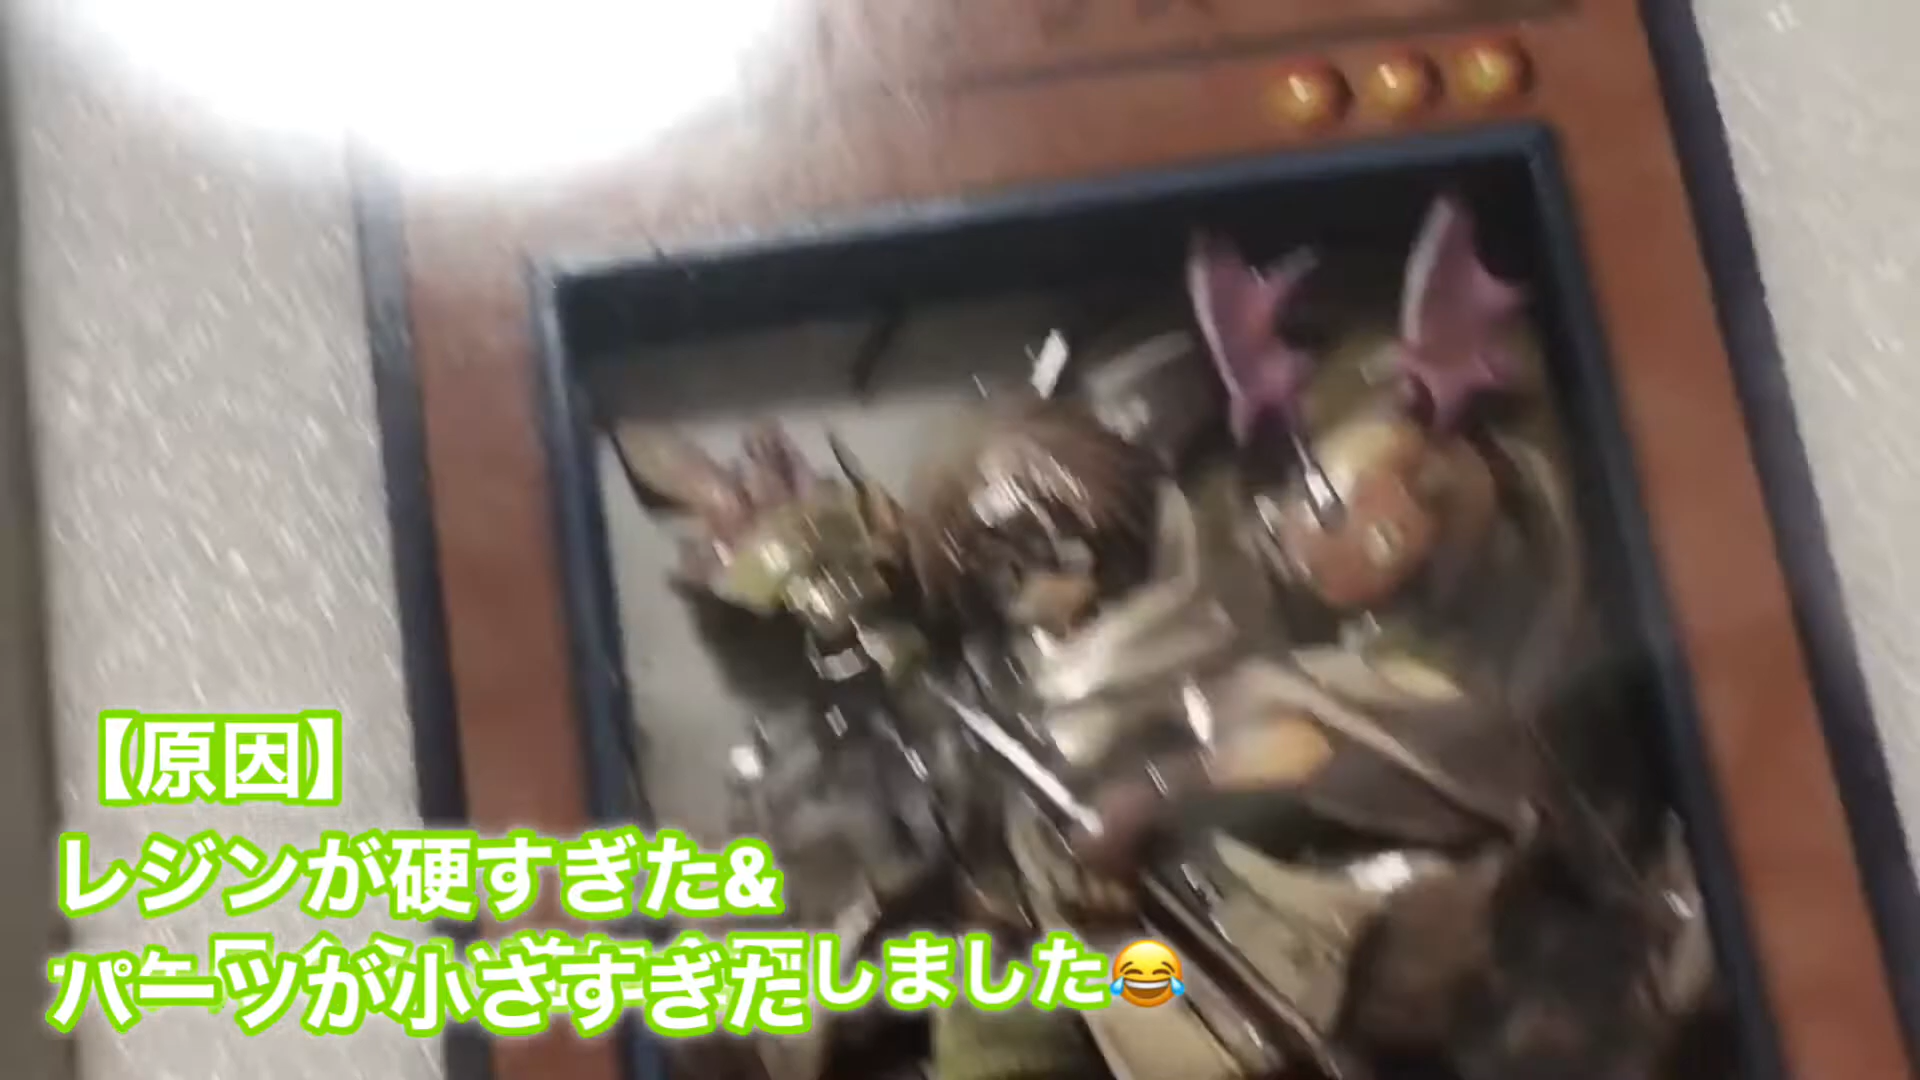 【原因】
レジンが硬すぎた&
パーツが小さすぎた
しました😂